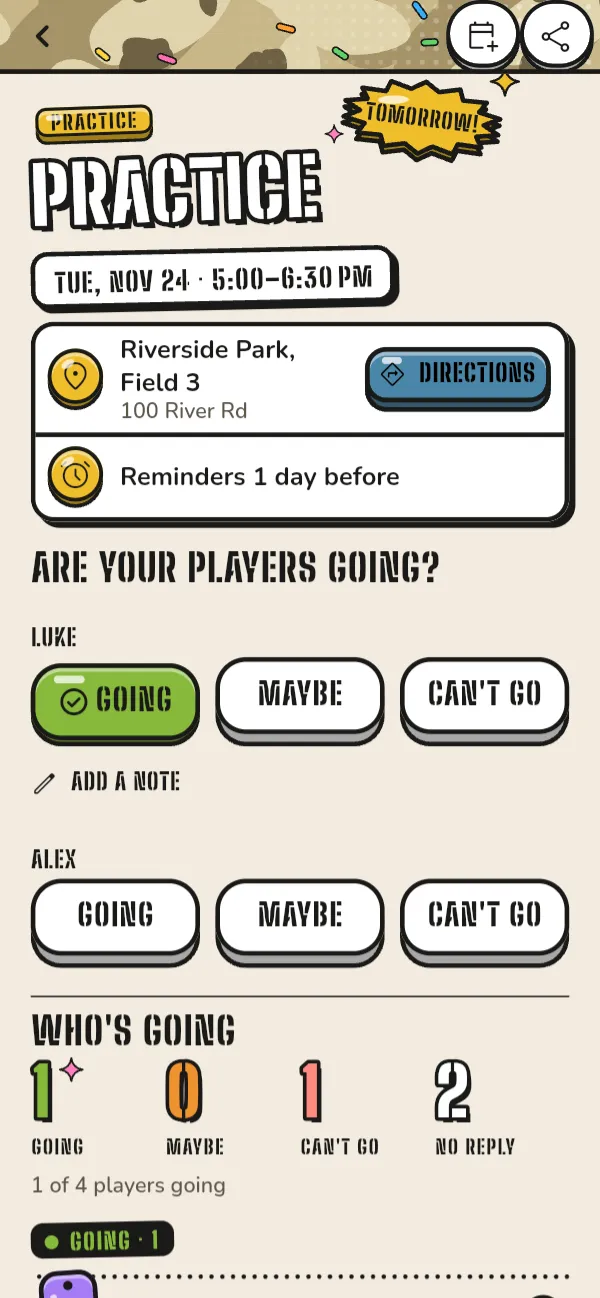 PRACTICE
TOMORROW!
PRACTICE
TUE, NOV 24 · 5:00–6:30 PM
Riverside Park,
Field 3
100 River Rd
DIRECTIONS
Reminders 1 day before
ARE YOUR PLAYERS GOING?
LUKE
GOING MAYBE CAN'T GO
ADD A NOTE
ALEX
GOING MAYBE CAN'T GO
WHO'S GOING
1 0 1 2
GOING MAYBE CAN'T GO NO REPLY
1 of 4 players going
GOING · 1